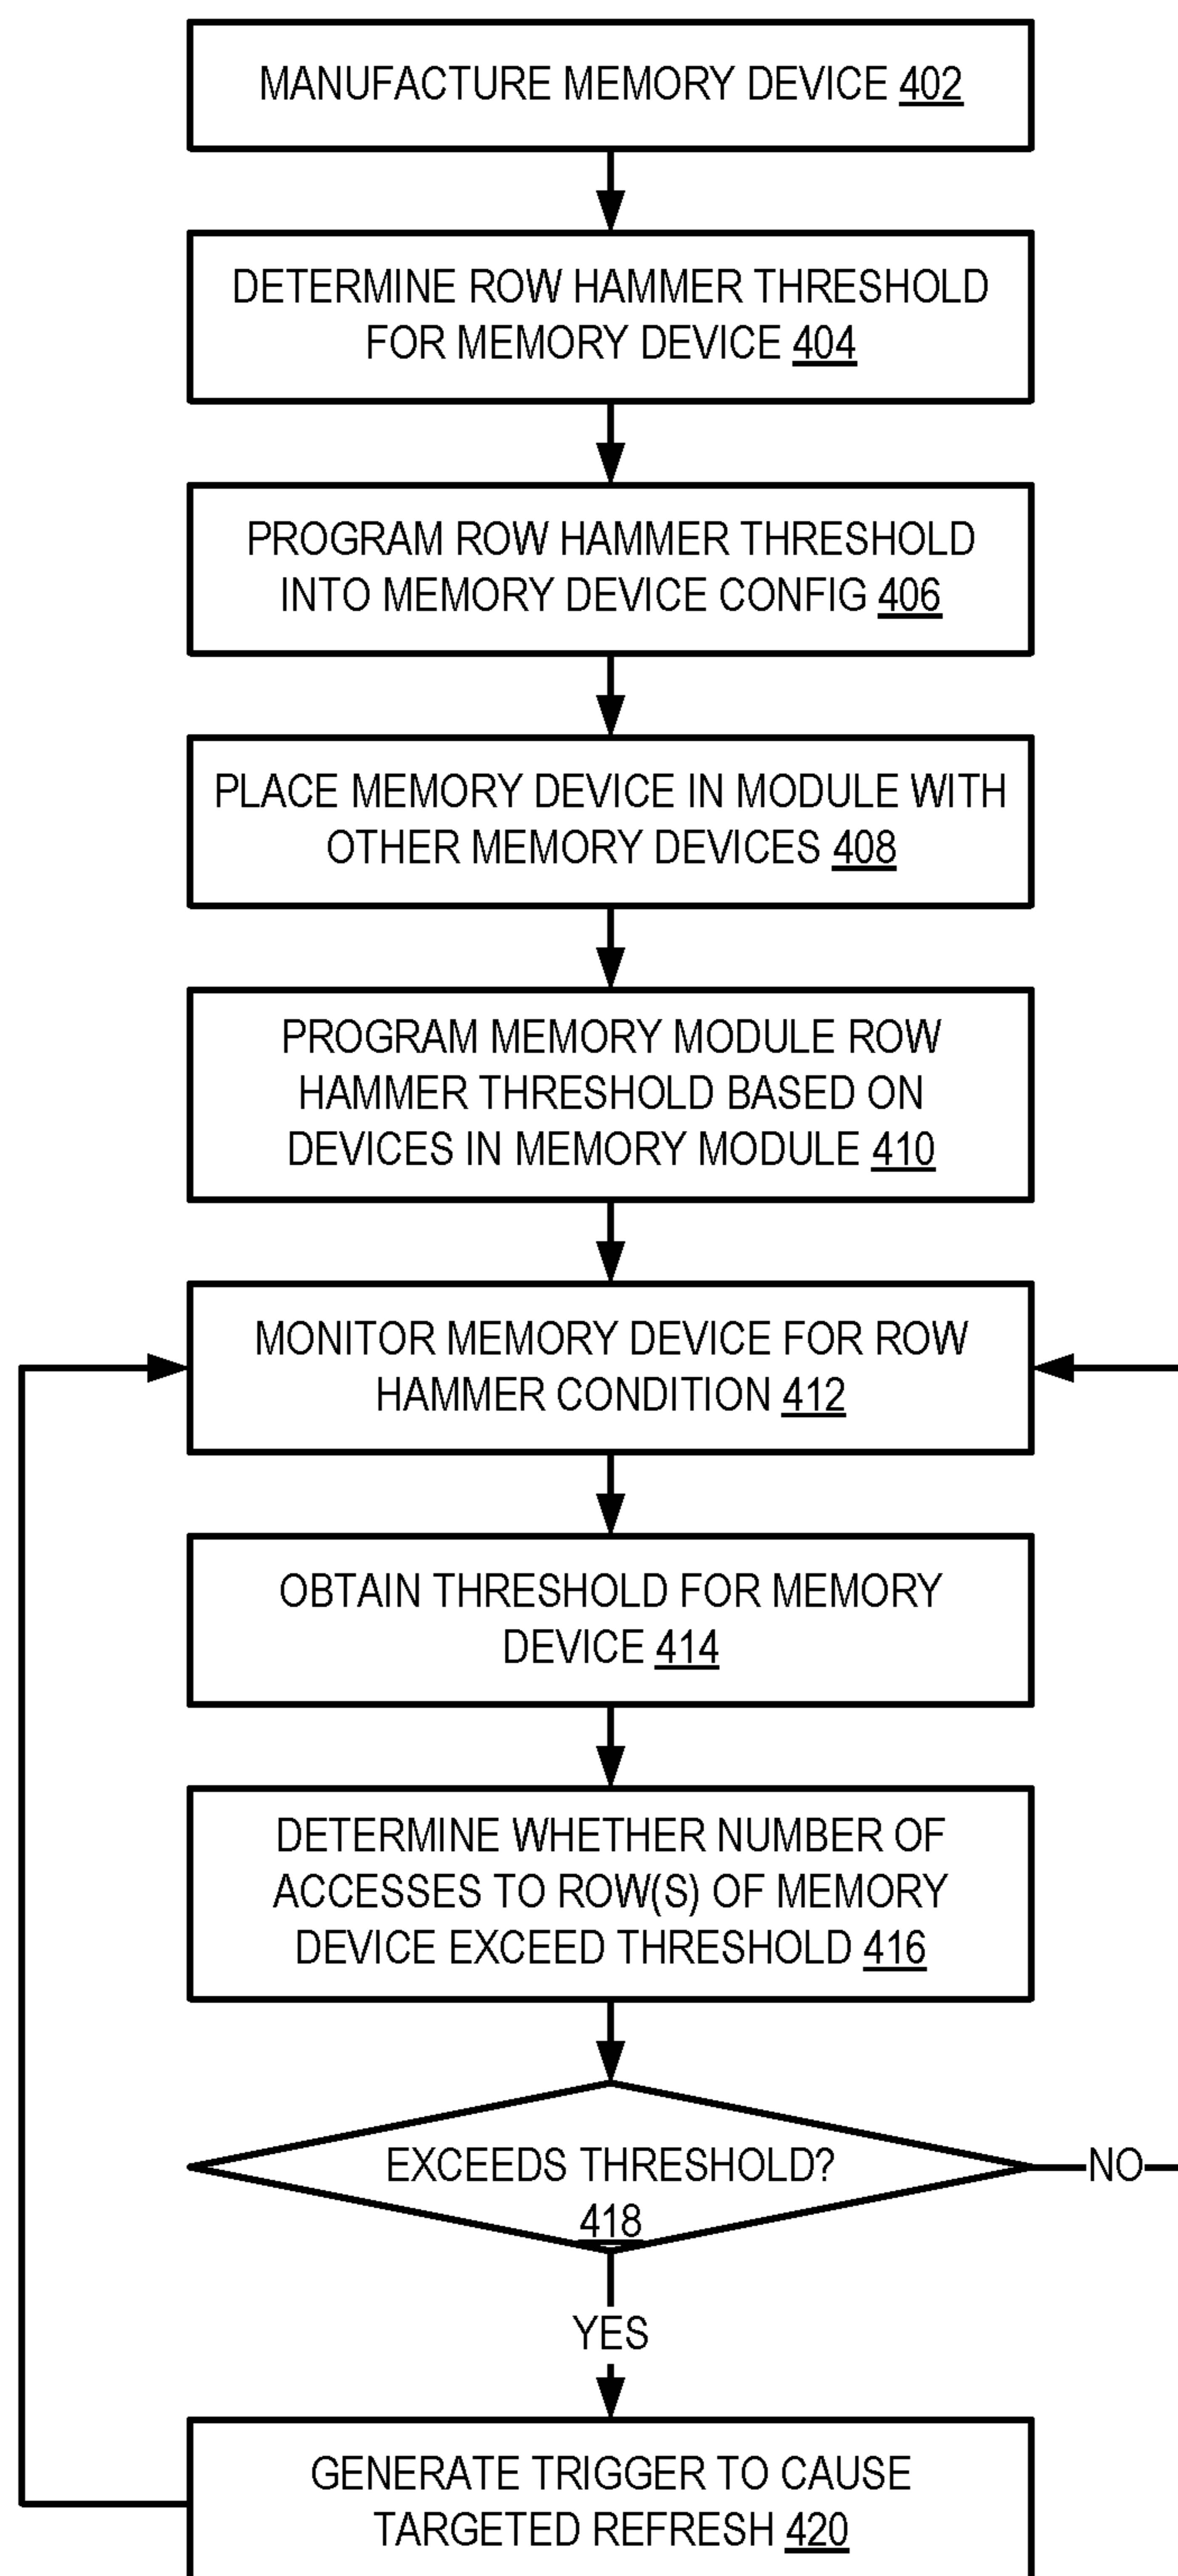 MANUFACTURE MEMORY DEVICE 402
DETERMINE ROW HAMMER THRESHOLD
FOR MEMORY DEVICE 404
PROGRAM ROW HAMMER THRESHOLD
INTO MEMORY DEVICE CONFIG 406
PLACE MEMORY DEVICE IN MODULE WITH
OTHER MEMORY DEVICES 408
PROGRAM MEMORY MODULE ROW
HAMMER THRESHOLD BASED ON
DEVICES IN MEMORY MODULE 410
MONITOR MEMORY DEVICE FOR ROW
HAMMER CONDITION 412
OBTAIN THRESHOLD FOR MEMORY
DEVICE 414
DETERMINE WHETHER NUMBER OF
ACCESSES TO ROW(S) OF MEMORY
DEVICE EXCEED THRESHOLD 416
EXCEEDS THRESHOLD?
418
NO
YES
GENERATE TRIGGER TO CAUSE
TARGETED REFRESH 420